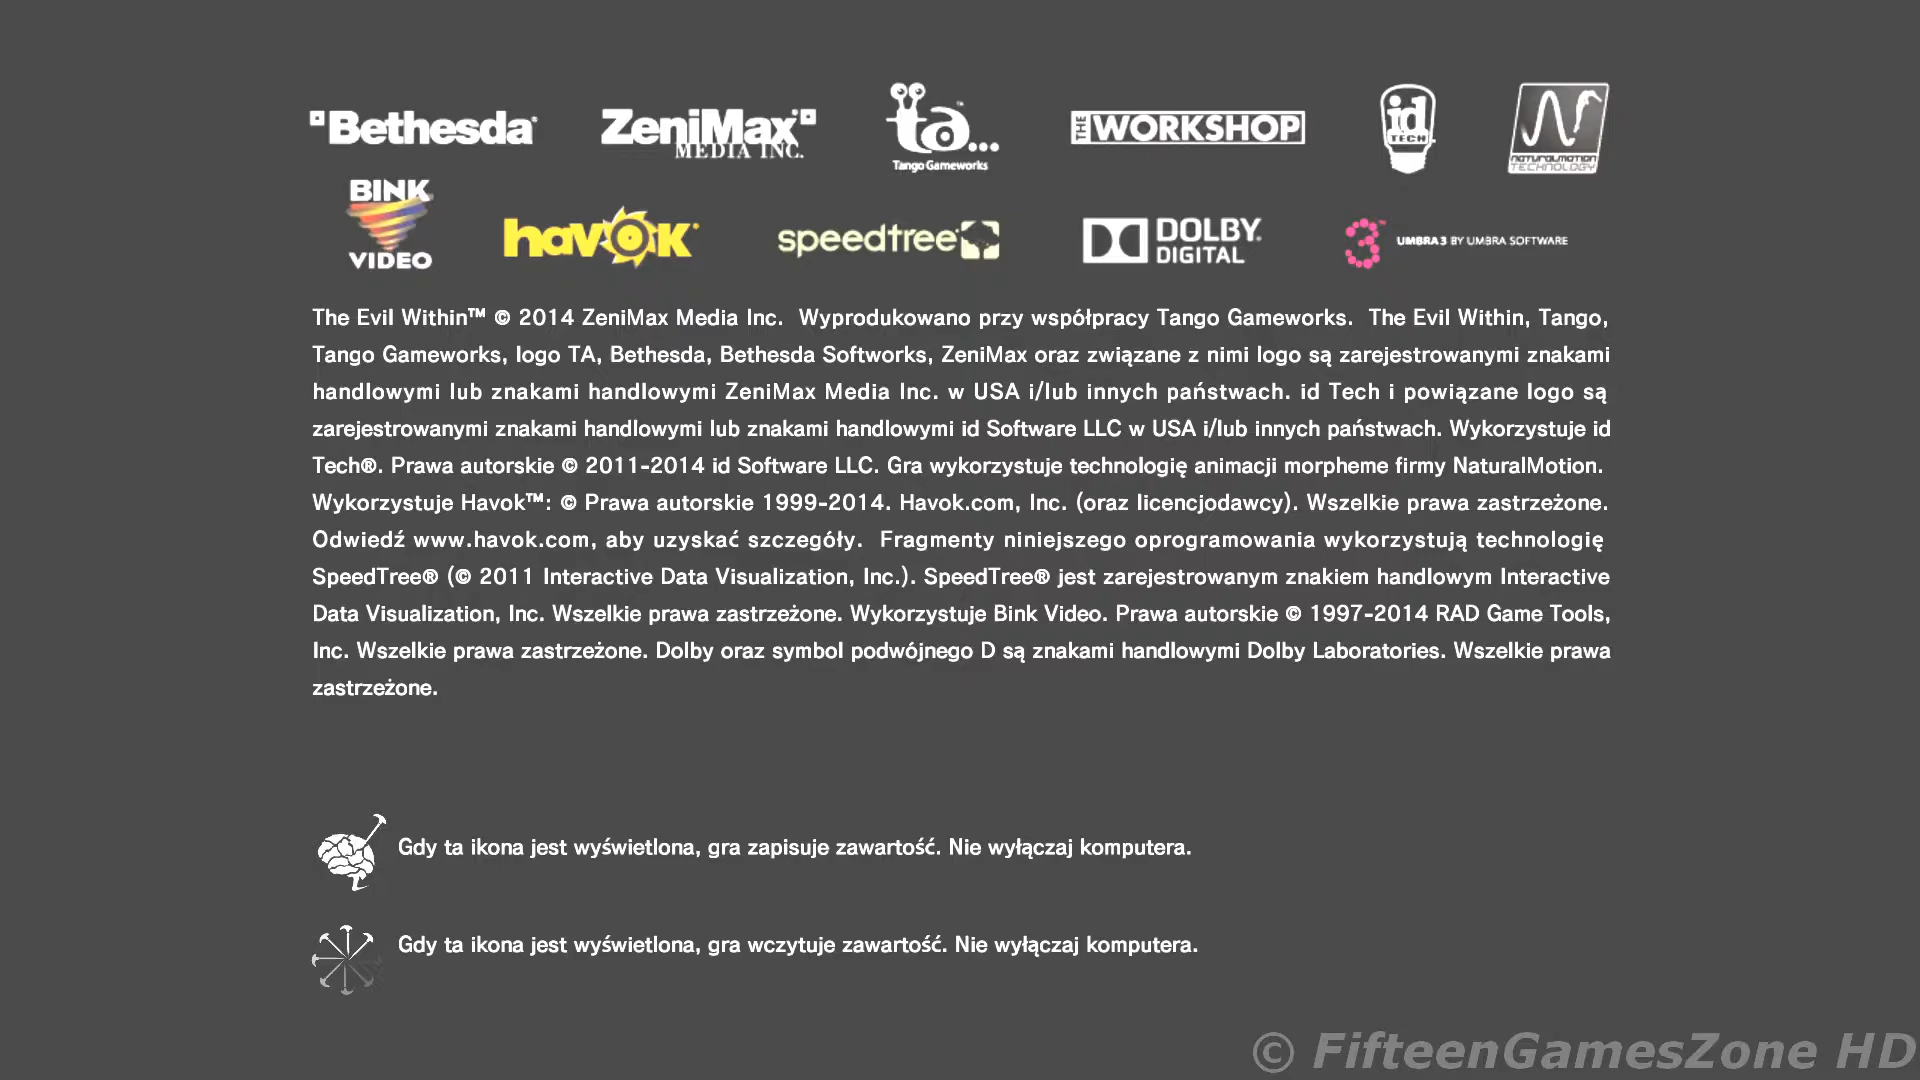 Bethesda
ZeniMax
MEDIA INC.
ta...
Tango Gameworks
THE WORKSHOP
id
TECH
NATURALMOTION
TECHNOLOGY
BINK
VIDEO
havok
speedtree
DOLBY
DIGITAL
3 UMBRA 3 BY UMBRA SOFTWARE
The Evil Within™ © 2014 ZeniMax Media Inc.  Wyprodukowano przy współpracy Tango Gameworks.  The Evil Within, Tango,
Tango Gameworks, logo TA, Bethesda, Bethesda Softworks, ZeniMax oraz związane z nimi logo są zarejestrowanymi znakami
handlowymi lub znakami handlowymi ZeniMax Media Inc. w USA i/lub innych państwach. id Tech i powiązane logo są
zarejestrowanymi znakami handlowymi lub znakami handlowymi id Software LLC w USA i/lub innych państwach. Wykorzystuje id
Tech®. Prawa autorskie © 2011-2014 id Software LLC. Gra wykorzystuje technologię animacji morpheme firmy NaturalMotion.
Wykorzystuje Havok™: © Prawa autorskie 1999-2014. Havok.com, Inc. (oraz licencjodawcy). Wszelkie prawa zastrzeżone.
Odwiedź www.havok.com, aby uzyskać szczegóły.  Fragmenty niniejszego oprogramowania wykorzystują technologię
SpeedTree® (© 2011 Interactive Data Visualization, Inc.). SpeedTree® jest zarejestrowanym znakiem handlowym Interactive
Data Visualization, Inc. Wszelkie prawa zastrzeżone. Wykorzystuje Bink Video. Prawa autorskie © 1997-2014 RAD Game Tools,
Inc. Wszelkie prawa zastrzeżone. Dolby oraz symbol podwójnego D są znakami handlowymi Dolby Laboratories. Wszelkie prawa
zastrzeżone.
Gdy ta ikona jest wyświetlona, gra zapisuje zawartość. Nie wyłączaj komputera.
Gdy ta ikona jest wyświetlona, gra wczytuje zawartość. Nie wyłączaj komputera.
© FifteenGamesZone HD